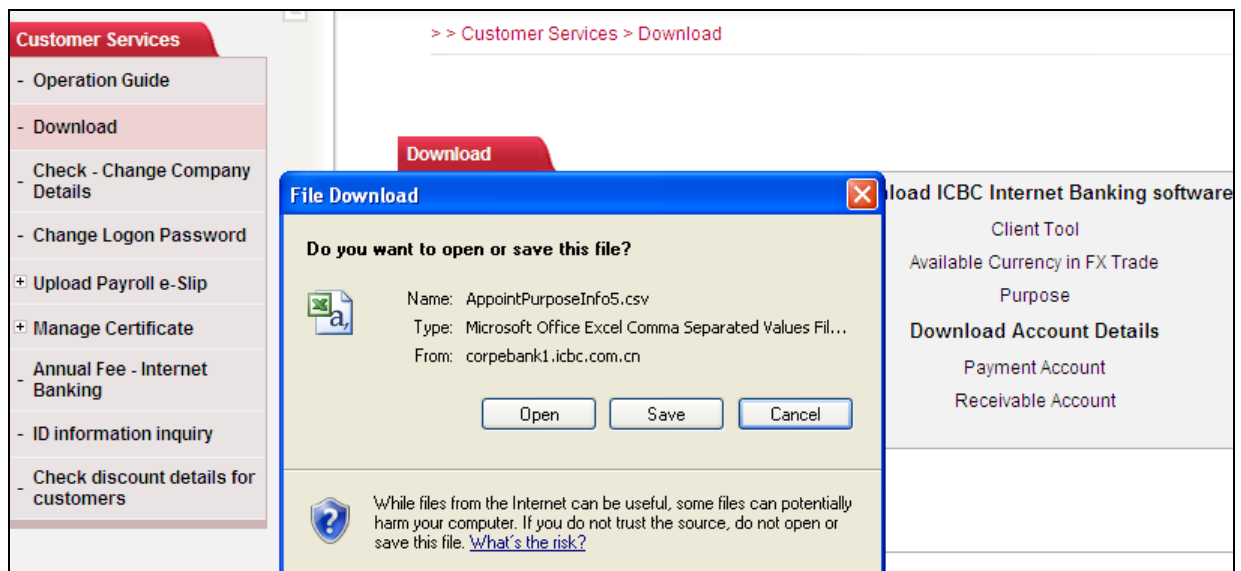 Customer Services
- Operation Guide
- Download
- Check - Change Company
Details
- Change Logon Password
Upload Payroll e-Slip
Manage Certificate
- Annual Fee - Internet
Banking
- ID information inquiry
- Check discount details for
customers
> > Customer Services > Download
Download
File Download
Do you want to open or save this file?
Name: AppointPurposeInfo5.csv
Type: Microsoft Office Excel Comma Separated Values Fil...
From: corpebank1.icbc.com.cn
Open Save Cancel
While files from the Internet can be useful, some files can potentially
harm your computer. If you do not trust the source, do not open or
save this file. What's the risk?
load ICBC Internet Banking software
Client Tool
Available Currency in FX Trade
Purpose
Download Account Details
Payment Account
Receivable Account